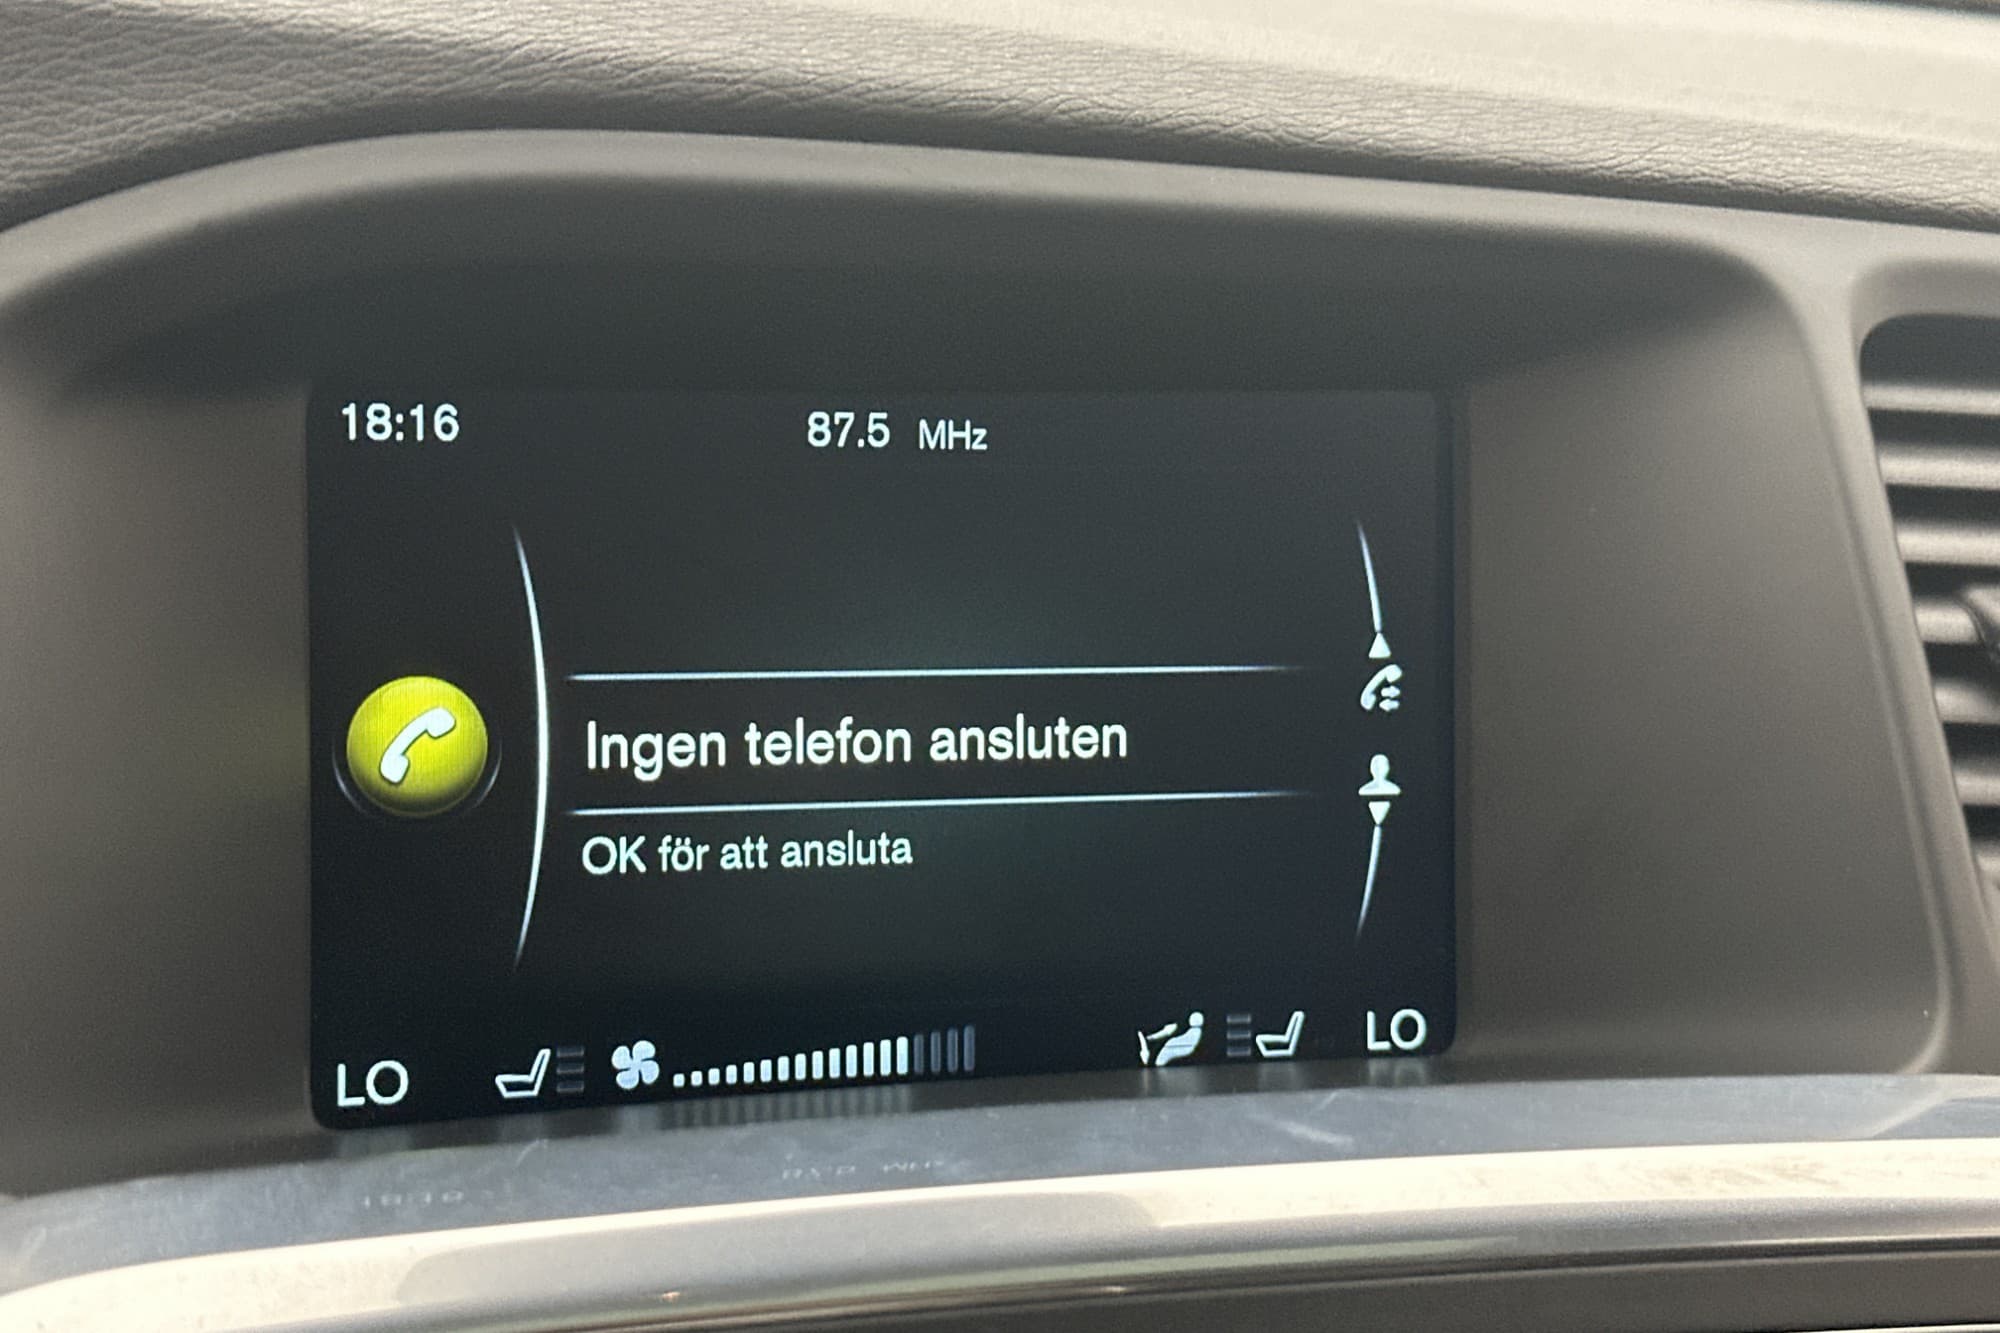 18:16 87.5 MHz
Ingen telefon ansluten
OK för att ansluta
LO LO